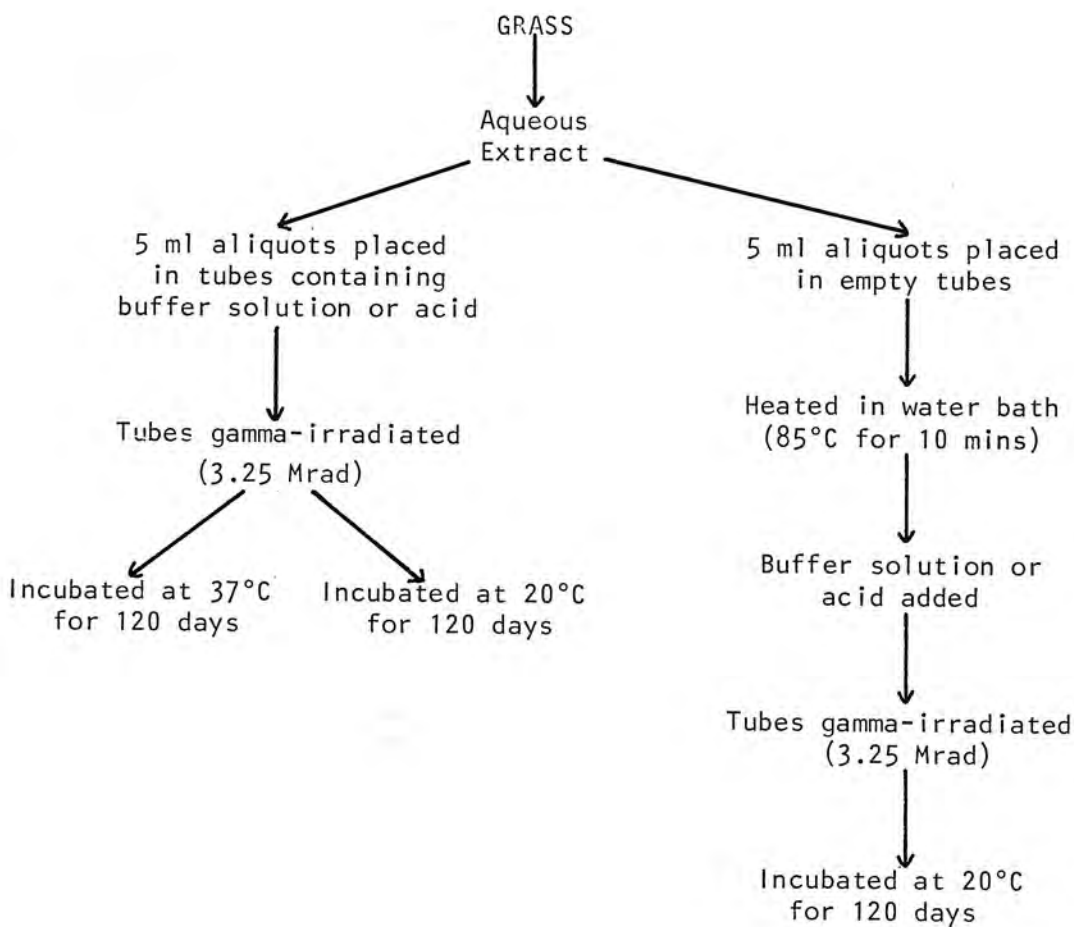 GRASS
Aqueous
Extract
5 ml aliquots placed
in tubes containing
buffer solution or acid
Tubes gamma-irradiated
(3.25 Mrad)
Incubated at 37°C
for 120 days
Incubated at 20°C
for 120 days
5 ml aliquots placed
in empty tubes
Heated in water bath
(85°C for 10 mins)
Buffer solution or
acid added
Tubes gamma-irradiated
(3.25 Mrad)
Incubated at 20°C
for 120 days